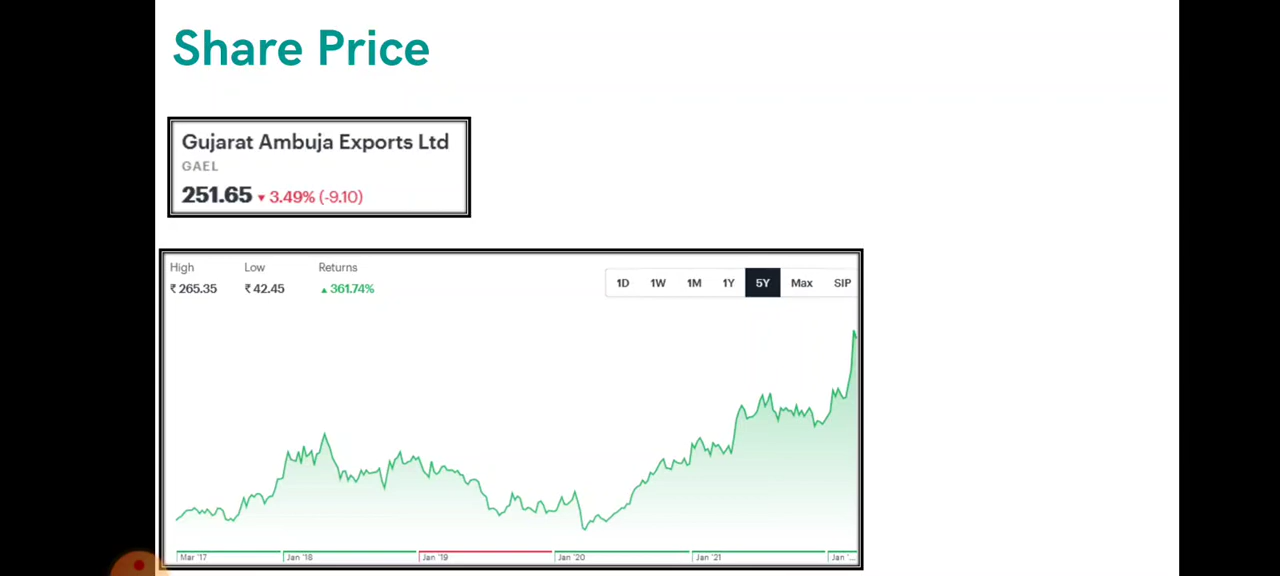 Share Price
Gujarat Ambuja Exports Ltd
GAEL
251.65 ▼ 3.49% (-9.10)
High Low Returns
₹ 265.35 ₹ 42.45 ▲ 361.74%
1D 1W 1M 1Y 5Y Max SIP
Mar '17 Jan '18 Jan '19 Jan '20 Jan '21 Jan '...